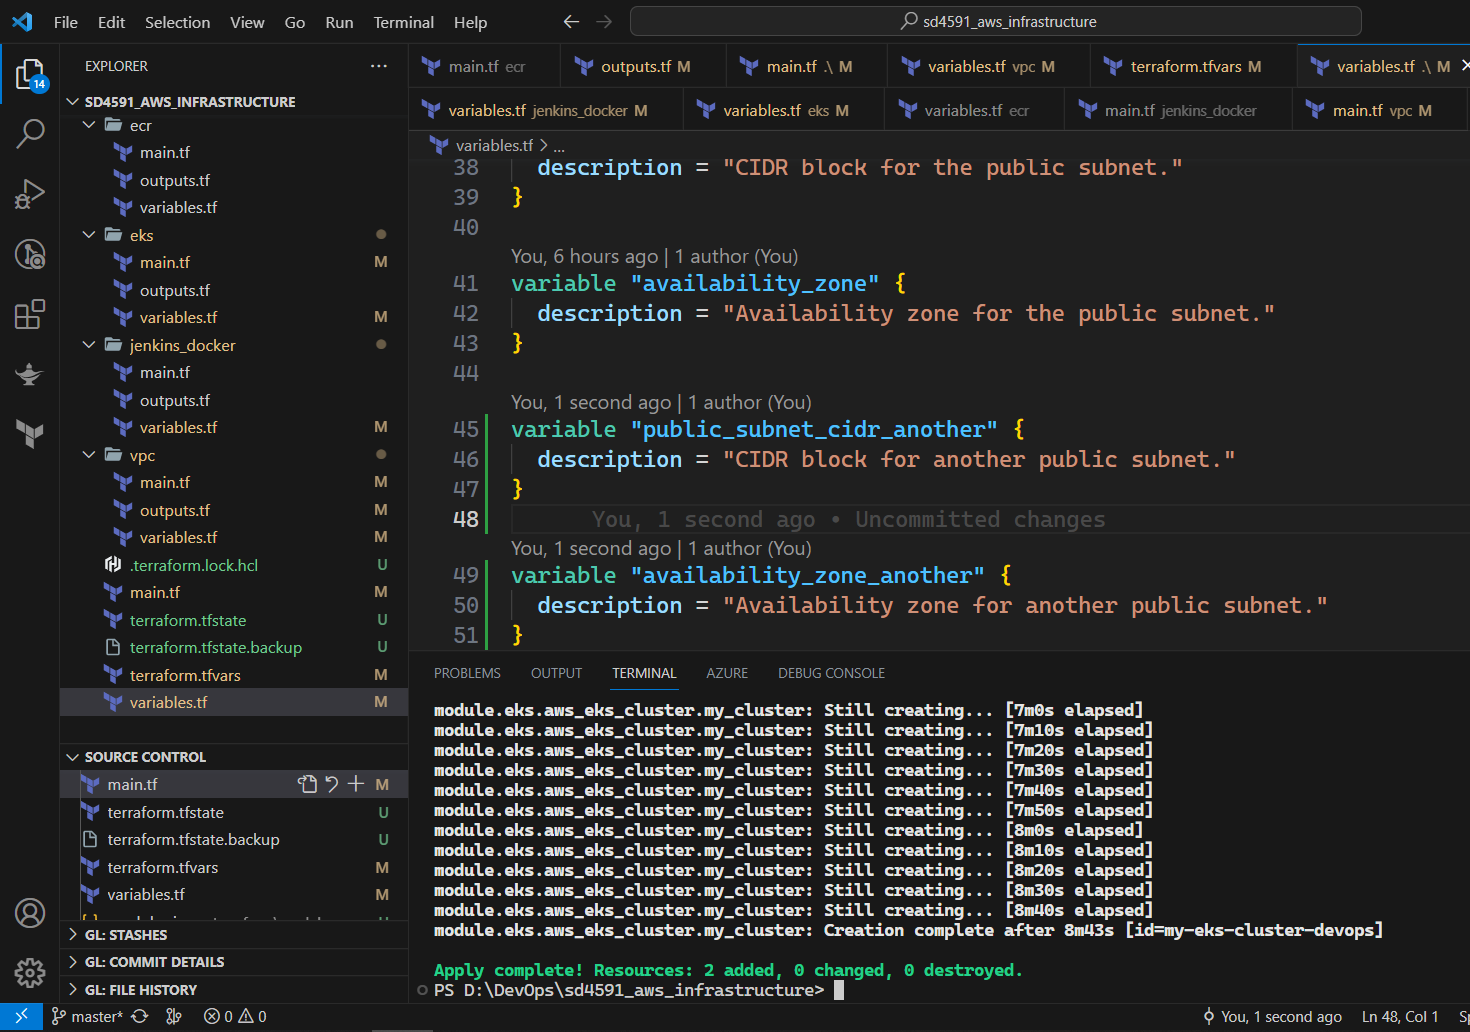 File Edit Selection View Go Run Terminal Help
sd4591_aws_infrastructure
14
EXPLORER
SD4591_AWS_INFRASTRUCTURE
ecr
main.tf
outputs.tf
variables.tf
eks
main.tf M
outputs.tf
variables.tf M
jenkins_docker
main.tf
outputs.tf
variables.tf M
vpc
main.tf M
outputs.tf M
variables.tf M
.terraform.lock.hcl U
main.tf M
terraform.tfstate U
terraform.tfstate.backup U
terraform.tfvars M
variables.tf M
SOURCE CONTROL
main.tf M
terraform.tfstate U
terraform.tfstate.backup U
terraform.tfvars M
variables.tf M
GL: STASHES
GL: COMMIT DETAILS
GL: FILE HISTORY
main.tf ecr outputs.tf M main.tf .\ M variables.tf vpc M terraform.tfvars M variables.tf .\ M
variables.tf jenkins_docker M variables.tf eks M variables.tf ecr main.tf jenkins_docker main.tf vpc M
variables.tf > ...
38 description = "CIDR block for the public subnet."
39 }
40
You, 6 hours ago | 1 author (You)
41 variable "availability_zone" {
42 description = "Availability zone for the public subnet."
43 }
44
You, 1 second ago | 1 author (You)
45 variable "public_subnet_cidr_another" {
46 description = "CIDR block for another public subnet."
47 }
48 You, 1 second ago • Uncommitted changes
You, 1 second ago | 1 author (You)
49 variable "availability_zone_another" {
50 description = "Availability zone for another public subnet."
51 }
PROBLEMS OUTPUT TERMINAL AZURE DEBUG CONSOLE
module.eks.aws_eks_cluster.my_cluster: Still creating... [7m0s elapsed]
module.eks.aws_eks_cluster.my_cluster: Still creating... [7m10s elapsed]
module.eks.aws_eks_cluster.my_cluster: Still creating... [7m20s elapsed]
module.eks.aws_eks_cluster.my_cluster: Still creating... [7m30s elapsed]
module.eks.aws_eks_cluster.my_cluster: Still creating... [7m40s elapsed]
module.eks.aws_eks_cluster.my_cluster: Still creating... [7m50s elapsed]
module.eks.aws_eks_cluster.my_cluster: Still creating... [8m0s elapsed]
module.eks.aws_eks_cluster.my_cluster: Still creating... [8m10s elapsed]
module.eks.aws_eks_cluster.my_cluster: Still creating... [8m20s elapsed]
module.eks.aws_eks_cluster.my_cluster: Still creating... [8m30s elapsed]
module.eks.aws_eks_cluster.my_cluster: Still creating... [8m40s elapsed]
module.eks.aws_eks_cluster.my_cluster: Creation complete after 8m43s [id=my-eks-cluster-devops]
Apply complete! Resources: 2 added, 0 changed, 0 destroyed.
PS D:\DevOps\sd4591_aws_infrastructure>
master* 0 0 You, 1 second ago Ln 48, Col 1 Sp